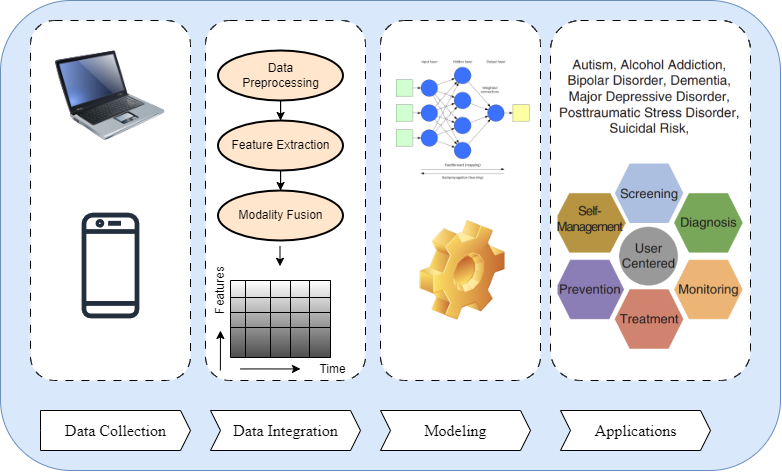 Data
Preprocessing
Feature Extraction
Modality Fusion
Features
Time
Input layer
Hidden layer
Output layer
Weighted
connections
Feedforward (mapping)
Backpropagation (learning)
Autism, Alcohol Addiction,
Bipolar Disorder, Dementia,
Major Depressive Disorder,
Posttraumatic Stress Disorder,
Suicidal Risk,
Screening
Self-
Management
Diagnosis
User
Centered
Prevention
Monitoring
Treatment
Data Collection
Data Integration
Modeling
Applications